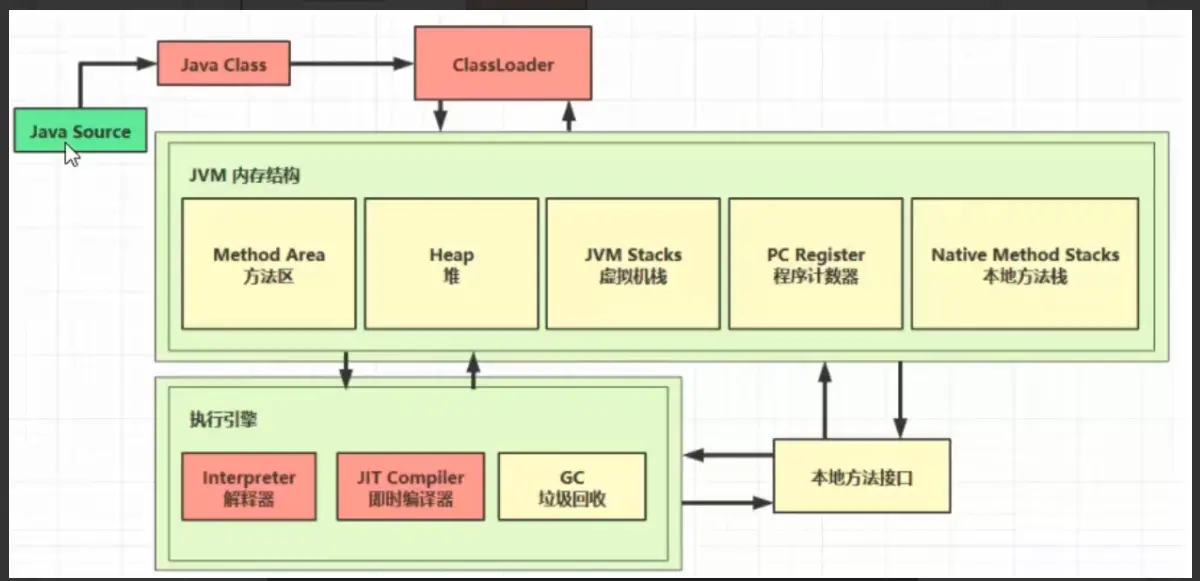 Java Class
ClassLoader
Java Source
JVM 内存结构
Method Area
方法区
Heap
堆
JVM Stacks
虚拟机栈
PC Register
程序计数器
Native Method Stacks
本地方法栈
执行引擎
Interpreter
解释器
JIT Compiler
即时编译器
GC
垃圾回收
本地方法接口